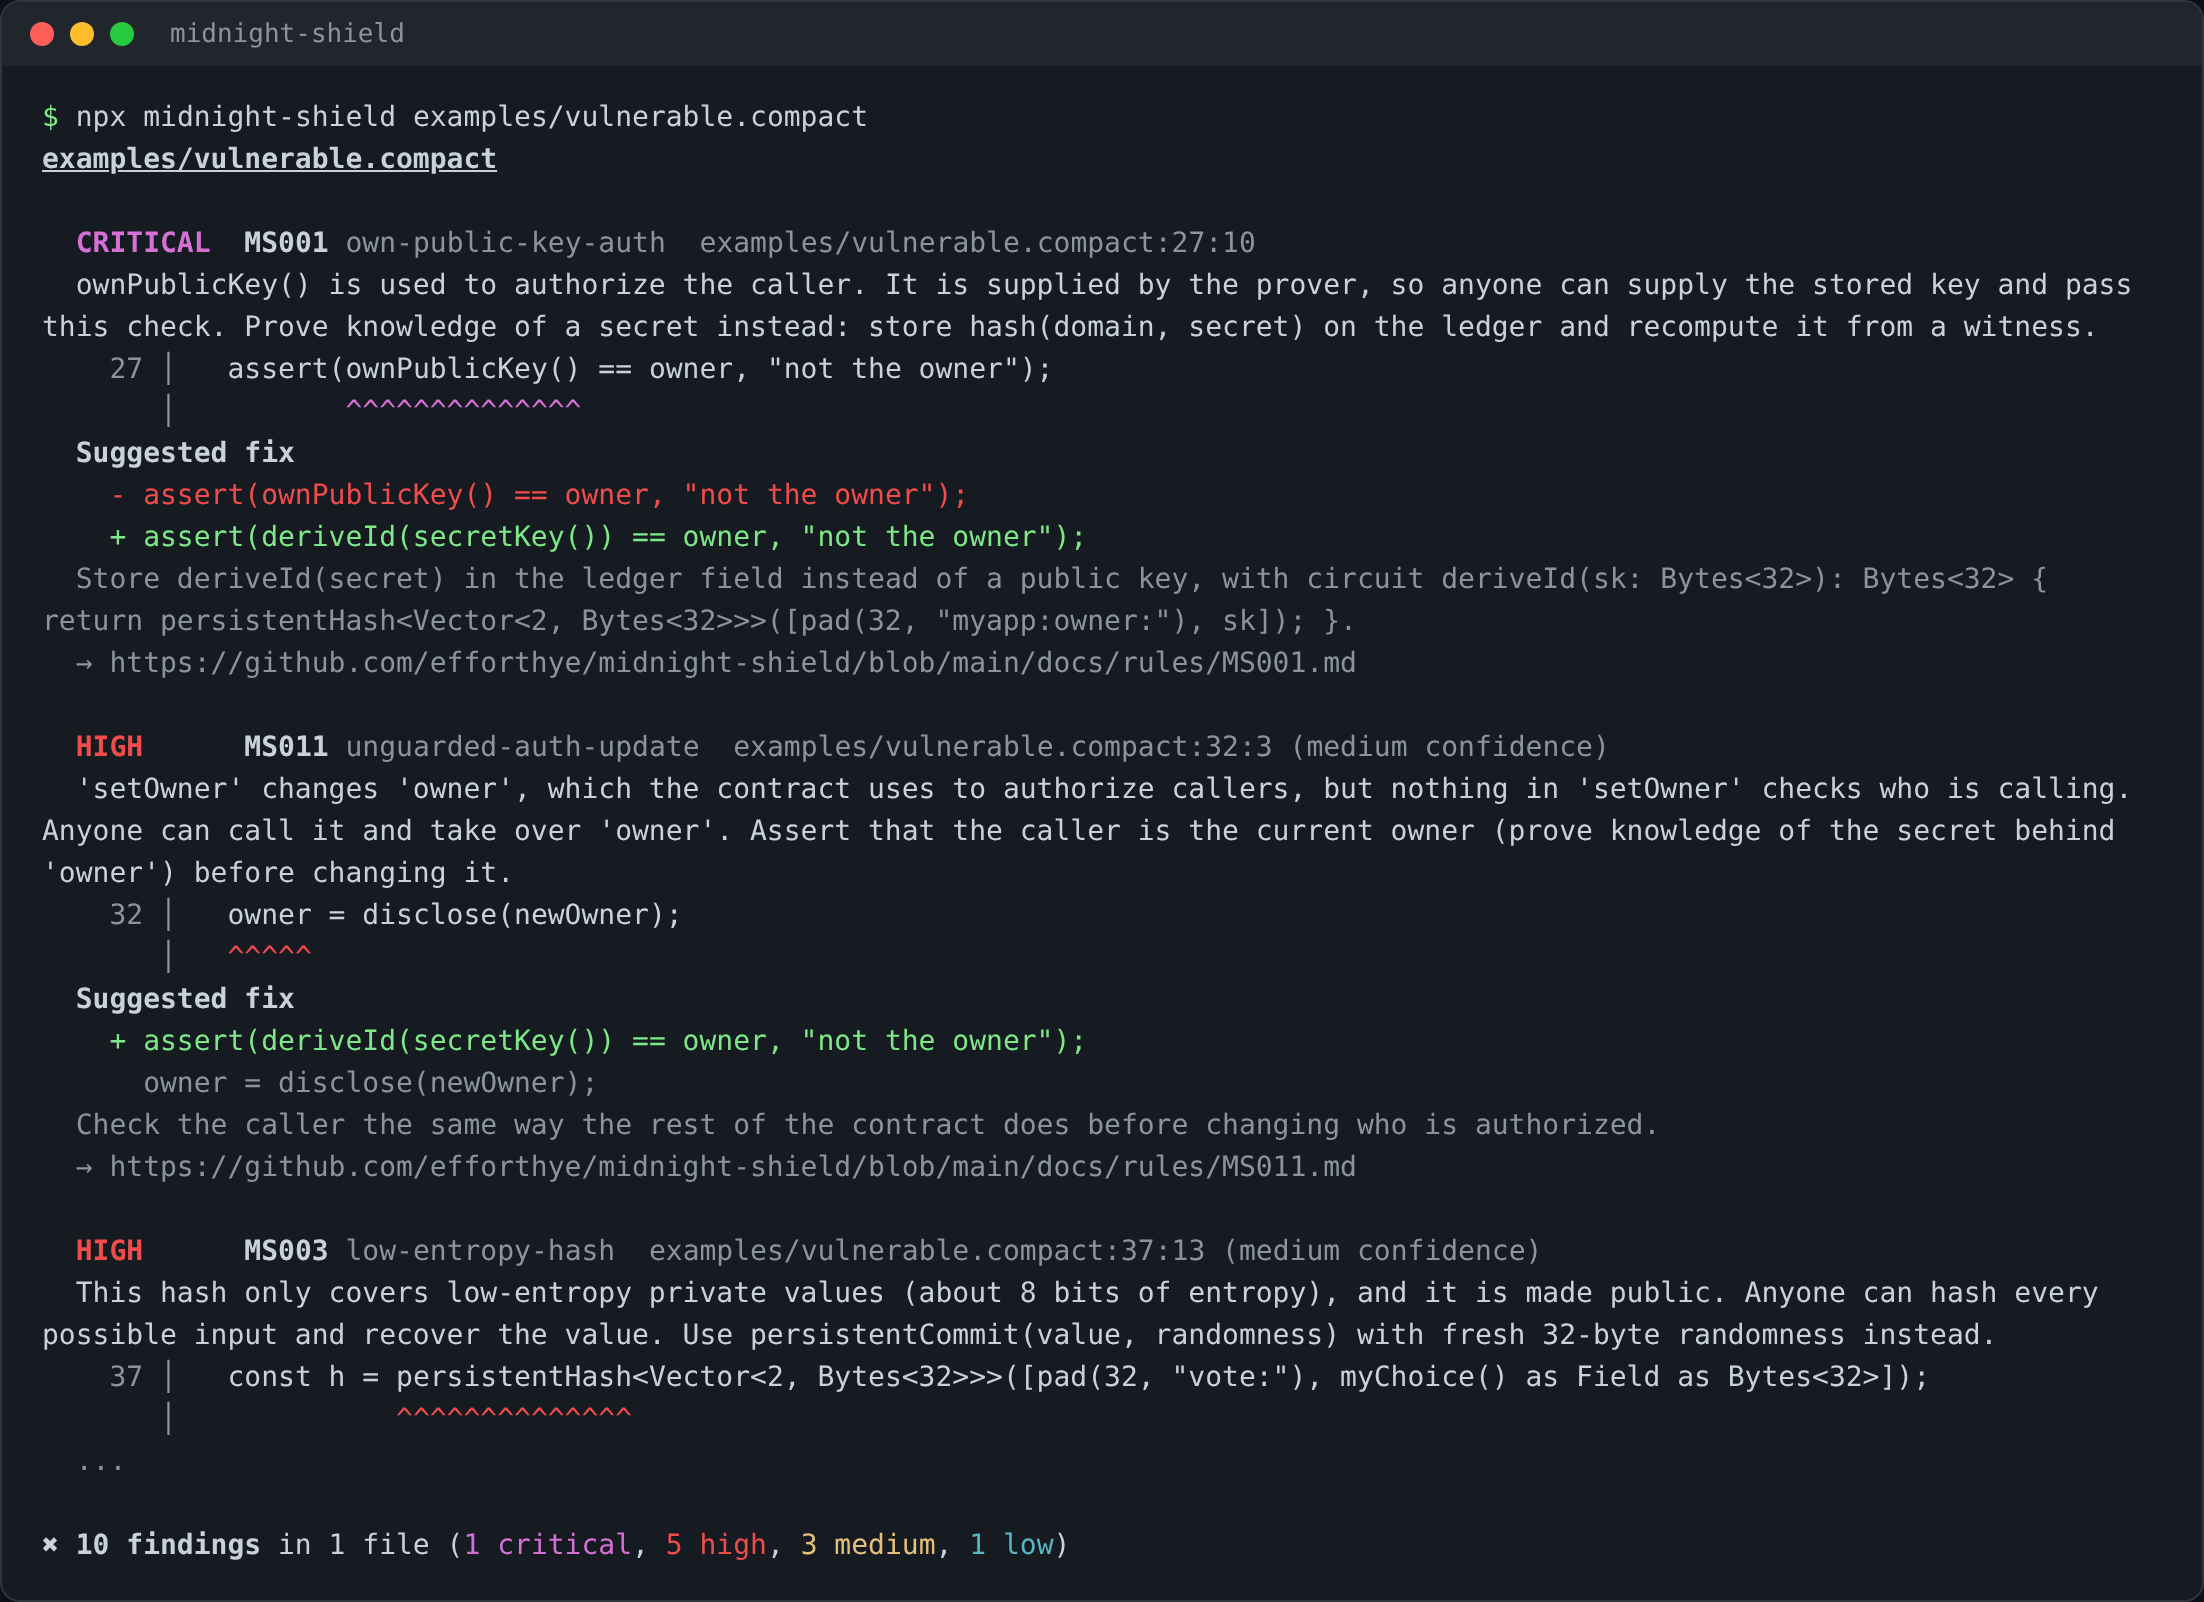 midnight-shield
$ npx midnight-shield examples/vulnerable.compact
examples/vulnerable.compact
CRITICAL  MS001 own-public-key-auth  examples/vulnerable.compact:27:10
ownPublicKey() is used to authorize the caller. It is supplied by the prover, so anyone can supply the stored key and pass
this check. Prove knowledge of a secret instead: store hash(domain, secret) on the ledger and recompute it from a witness.
27 │   assert(ownPublicKey() == owner, "not the owner");
│          ^^^^^^^^^^^^^^
Suggested fix
- assert(ownPublicKey() == owner, "not the owner");
+ assert(deriveId(secretKey()) == owner, "not the owner");
Store deriveId(secret) in the ledger field instead of a public key, with circuit deriveId(sk: Bytes<32>): Bytes<32> {
return persistentHash<Vector<2, Bytes<32>>>([pad(32, "myapp:owner:"), sk]); }.
→ https://github.com/efforthye/midnight-shield/blob/main/docs/rules/MS001.md
HIGH      MS011 unguarded-auth-update  examples/vulnerable.compact:32:3 (medium confidence)
'setOwner' changes 'owner', which the contract uses to authorize callers, but nothing in 'setOwner' checks who is calling.
Anyone can call it and take over 'owner'. Assert that the caller is the current owner (prove knowledge of the secret behind
'owner') before changing it.
32 │   owner = disclose(newOwner);
│   ^^^^^
Suggested fix
+ assert(deriveId(secretKey()) == owner, "not the owner");
owner = disclose(newOwner);
Check the caller the same way the rest of the contract does before changing who is authorized.
→ https://github.com/efforthye/midnight-shield/blob/main/docs/rules/MS011.md
HIGH      MS003 low-entropy-hash  examples/vulnerable.compact:37:13 (medium confidence)
This hash only covers low-entropy private values (about 8 bits of entropy), and it is made public. Anyone can hash every
possible input and recover the value. Use persistentCommit(value, randomness) with fresh 32-byte randomness instead.
37 │   const h = persistentHash<Vector<2, Bytes<32>>>([pad(32, "vote:"), myChoice() as Field as Bytes<32>]);
│             ^^^^^^^^^^^^^^
...
✖ 10 findings in 1 file (1 critical, 5 high, 3 medium, 1 low)